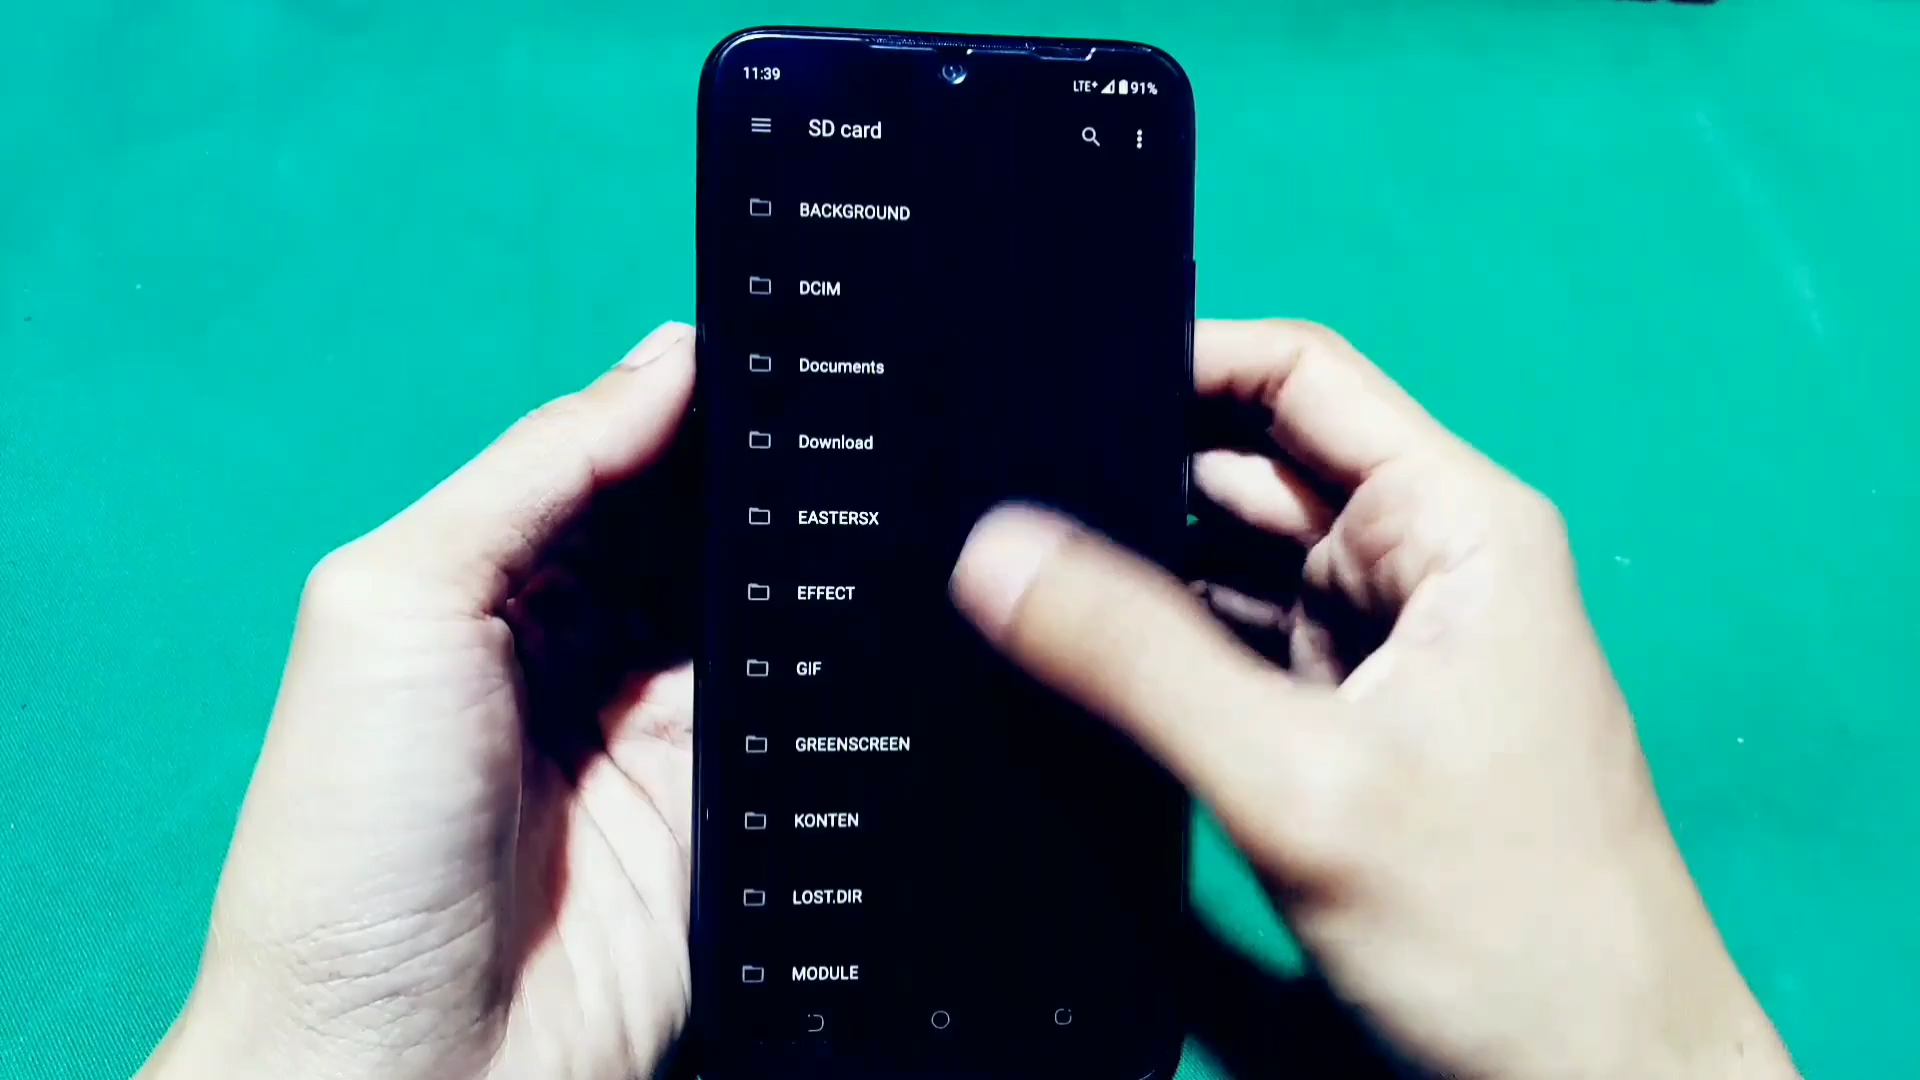 11:39
LTE+ 91%
SD card
BACKGROUND
DCIM
Documents
Download
EASTERSX
EFFECT
GIF
GREENSCREEN
KONTEN
LOST.DIR
MODULE